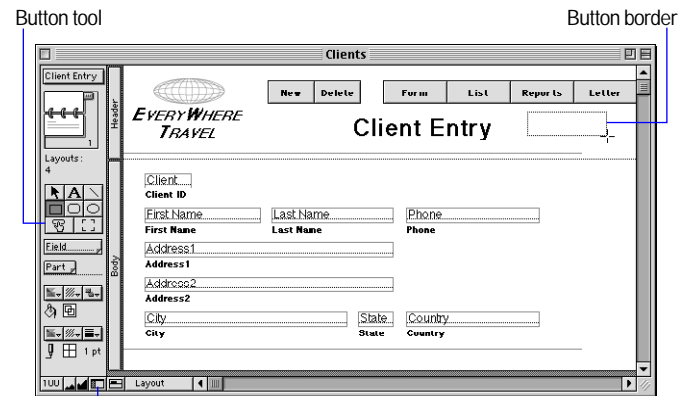 Button tool
Button border
Clients
Client Entry
1
Layouts:
4
A
Field
Part
1 pt
Header
Body
EVERYWHERE
TRAVEL
New Delete Form List Reports Letter
Client Entry
Client
Client ID
First Name Last Name Phone
First Name Last Name Phone
Address1
Address1
Address2
Address2
City State Country
City State Country
100 Layout